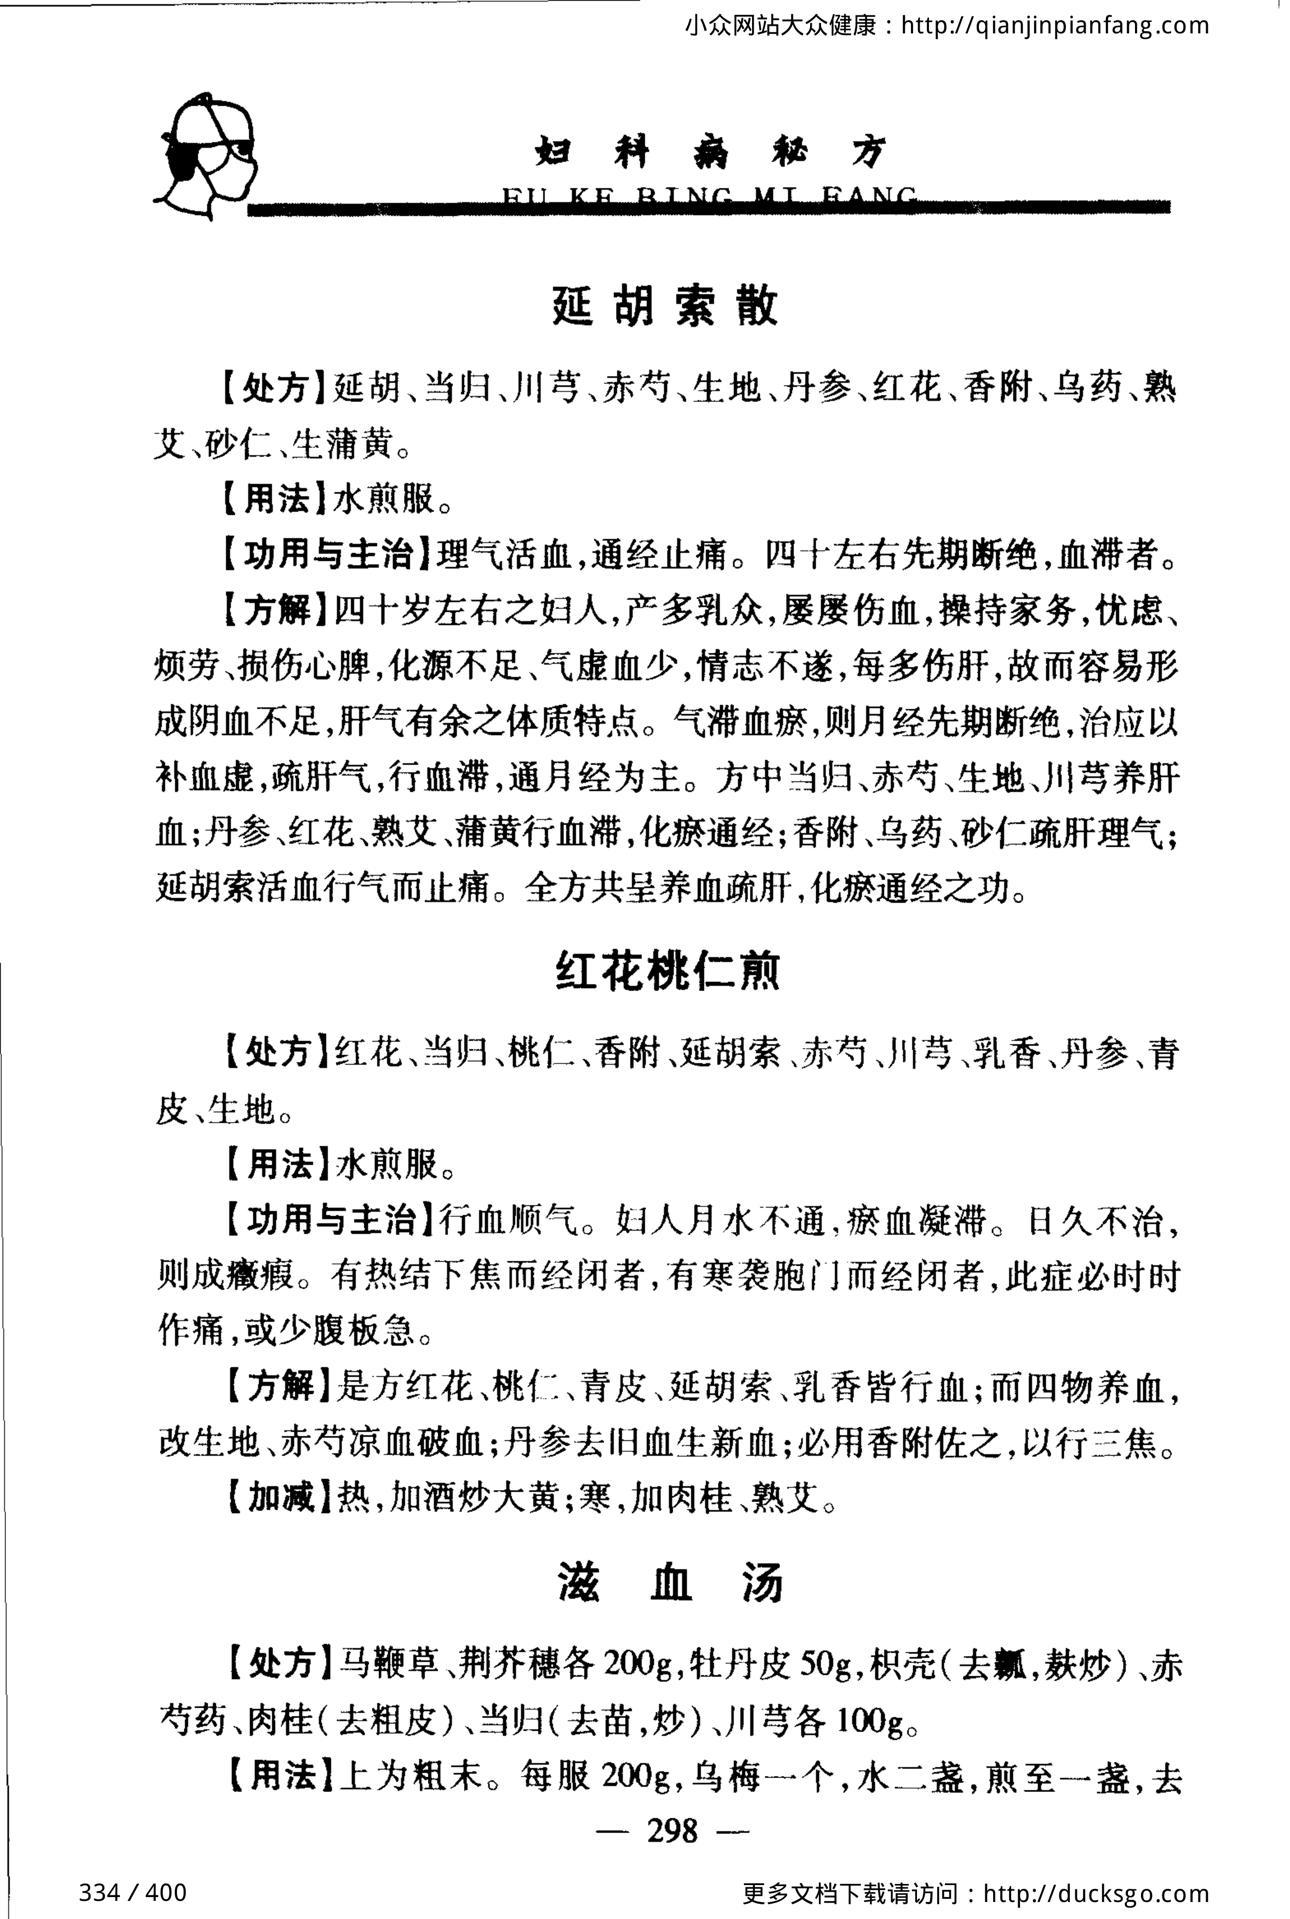 小众网站大众健康：http://qianjinpianfang.com
妇科病秘方
FU KE BING MI FANG
延胡索散
【处方】延胡、当归、川芎、赤芍、生地、丹参、红花、香附、乌药、熟
艾、砂仁、生蒲黄。
【用法】水煎服。
【功用与主治】理气活血,通经止痛。四十左右先期断绝,血滞者。
【方解】四十岁左右之妇人,产多乳众,屡屡伤血,操持家务,忧虑、
烦劳、损伤心脾,化源不足、气虚血少,情志不遂,每多伤肝,故而容易形
成阴血不足,肝气有余之体质特点。气滞血瘀,则月经先期断绝,治应以
补血虚,疏肝气,行血滞,通月经为主。方中当归、赤芍、生地、川芎养肝
血;丹参、红花、熟艾、蒲黄行血滞,化瘀通经;香附、乌药、砂仁疏肝理气;
延胡索活血行气而止痛。全方共呈养血疏肝,化瘀通经之功。
红花桃仁煎
【处方】红花、当归、桃仁、香附、延胡索、赤芍、川芎、乳香、丹参、青
皮、生地。
【用法】水煎服。
【功用与主治】行血顺气。妇人月水不通,瘀血凝滞。日久不治,
则成癥瘕。有热结下焦而经闭者,有寒袭胞门而经闭者,此症必时时
作痛,或少腹板急。
【方解】是方红花、桃仁、青皮、延胡索、乳香皆行血;而四物养血,
改生地、赤芍凉血破血;丹参去旧血生新血;必用香附佐之,以行三焦。
【加减】热,加酒炒大黄;寒,加肉桂、熟艾。
滋血汤
【处方】马鞭草、荆芥穗各200g,牡丹皮50g,枳壳(去瓤,麸炒)、赤
芍药、肉桂(去粗皮)、当归(去苗,炒)、川芎各100g。
【用法】上为粗末。每服200g,乌梅一个,水二盏,煎至一盏,去
— 298 —
334 / 400
更多文档下载请访问：http://ducksgo.com